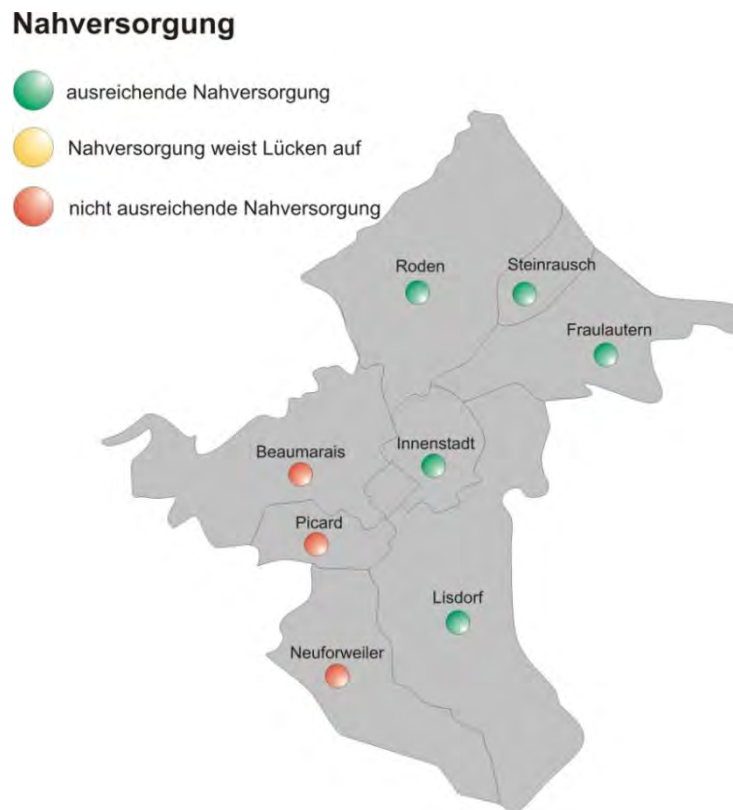 Nahversorgung
ausreichende Nahversorgung
Nahversorgung weist Lücken auf
nicht ausreichende Nahversorgung
Roden
Steinrausch
Fraulautern
Beaumarais
Innenstadt
Picard
Lisdorf
Neuforweiler